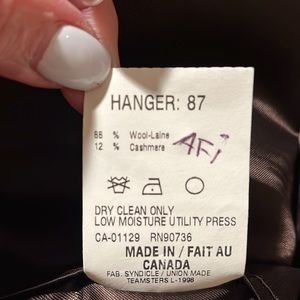 HANGER: 87
88 % Wool-Laine
12 % Cashmere
AFi
DRY CLEAN ONLY
LOW MOISTURE UTILITY PRESS
CA-01129 RN90736
MADE IN / FAIT AU
CANADA
FAB. SYNDICLE / UNION MADE
TEAMSTERS L-1998